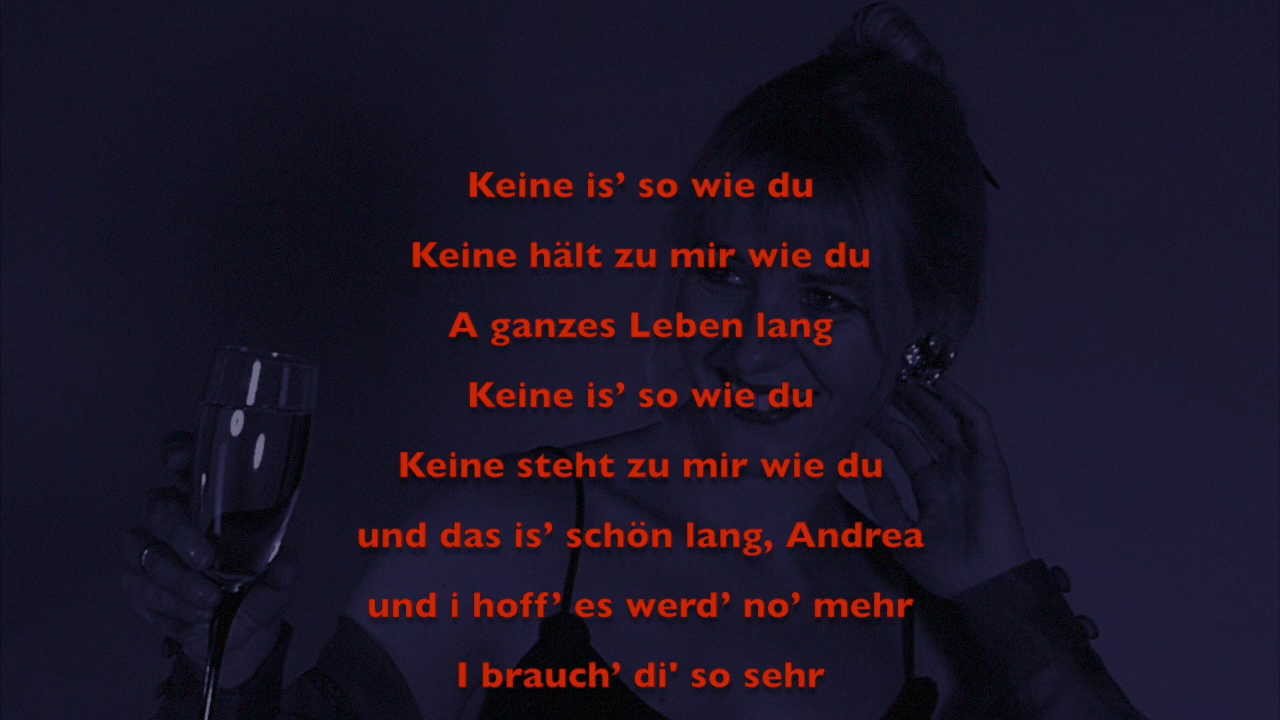 Keine is’ so wie du
Keine hält zu mir wie du
A ganzes Leben lang
Keine is’ so wie du
Keine steht zu mir wie du
und das is’ schön lang, Andrea
und i hoff’ es werd’ no’ mehr
I brauch’ di' so sehr